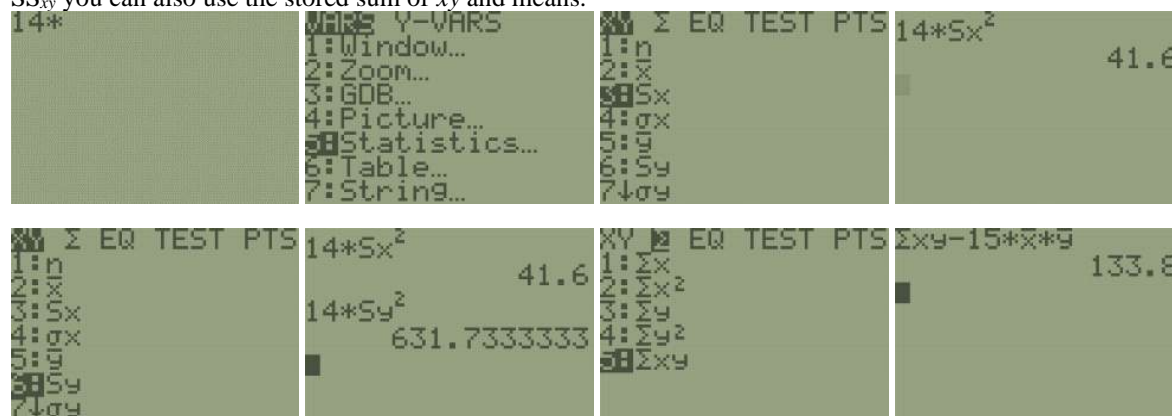 SSxy you can also use the stored sum of xy and means.
14*
VARS Y-VARS
1:Window…
2:Zoom…
3:GDB…
4:Picture…
5:Statistics…
6:Table…
7:String…
XY Σ EQ TEST PTS
1:n
2:x̄
3:Sx
4:σx
5:ȳ
6:Sy
7↓σy
14*Sx²
41.6
XY Σ EQ TEST PTS
1:n
2:x̄
3:Sx
4:σx
5:ȳ
6:Sy
7↓σy
14*Sx²
41.6
14*Sy²
631.7333333
XY Σ EQ TEST PTS
1:Σx
2:Σx²
3:Σy
4:Σy²
5:Σxy
Σxy-15*x̄*ȳ
133.8